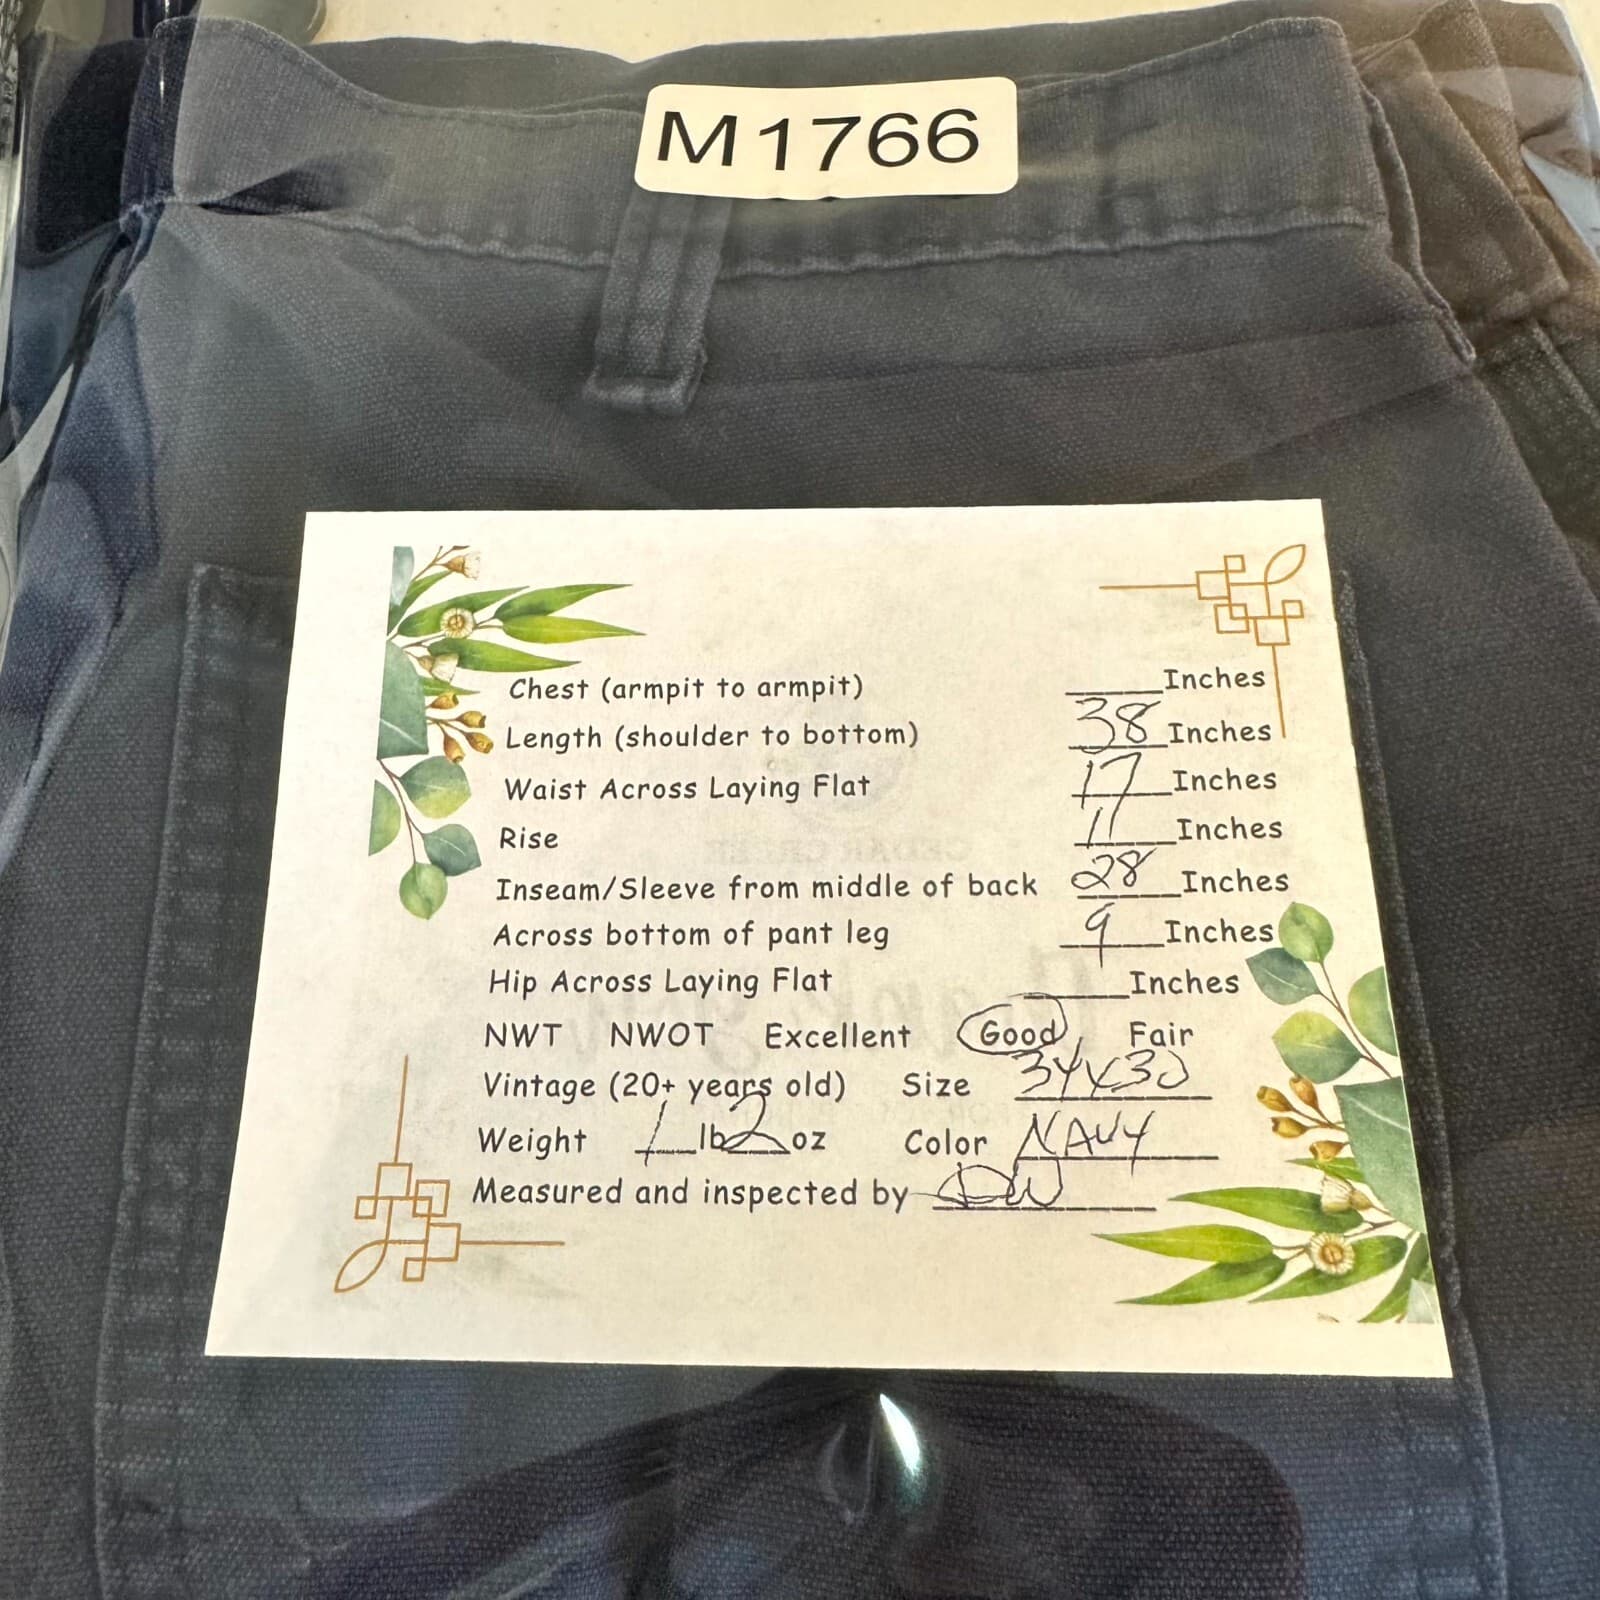 M1766
Chest (armpit to armpit) ______Inches
Length (shoulder to bottom) 38 Inches
Waist Across Laying Flat 17 Inches
Rise 11 Inches
Inseam/Sleeve from middle of back 28 Inches
Across bottom of pant leg 9 Inches
Hip Across Laying Flat ______Inches
NWT NWOT Excellent Good Fair
Vintage (20+ years old) Size 34x30
Weight 1 lb 2 oz Color NAVY
Measured and inspected by DW